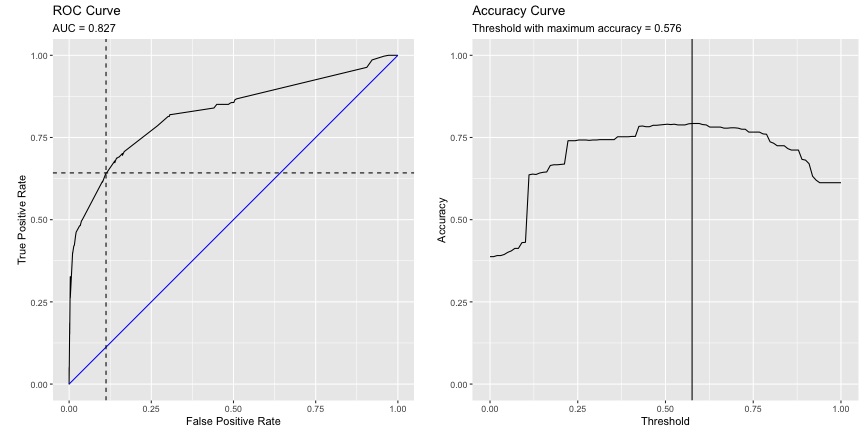 ROC Curve
AUC = 0.827
1.00
0.75
0.50
0.25
0.00
True Positive Rate
0.00 0.25 0.50 0.75 1.00
False Positive Rate
Accuracy Curve
Threshold with maximum accuracy = 0.576
1.00
0.75
0.50
0.25
0.00
Accuracy
0.00 0.25 0.50 0.75 1.00
Threshold